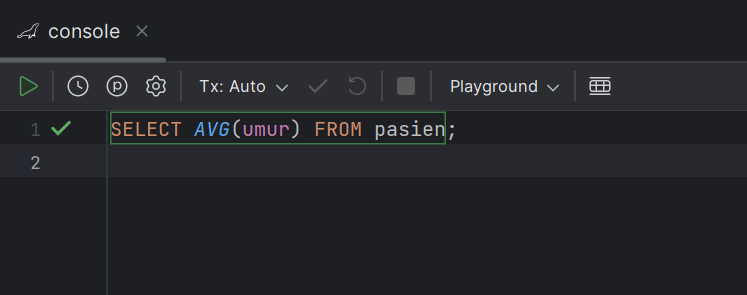 console
Tx: Auto
Playground
1 SELECT AVG(umur) FROM pasien;
2